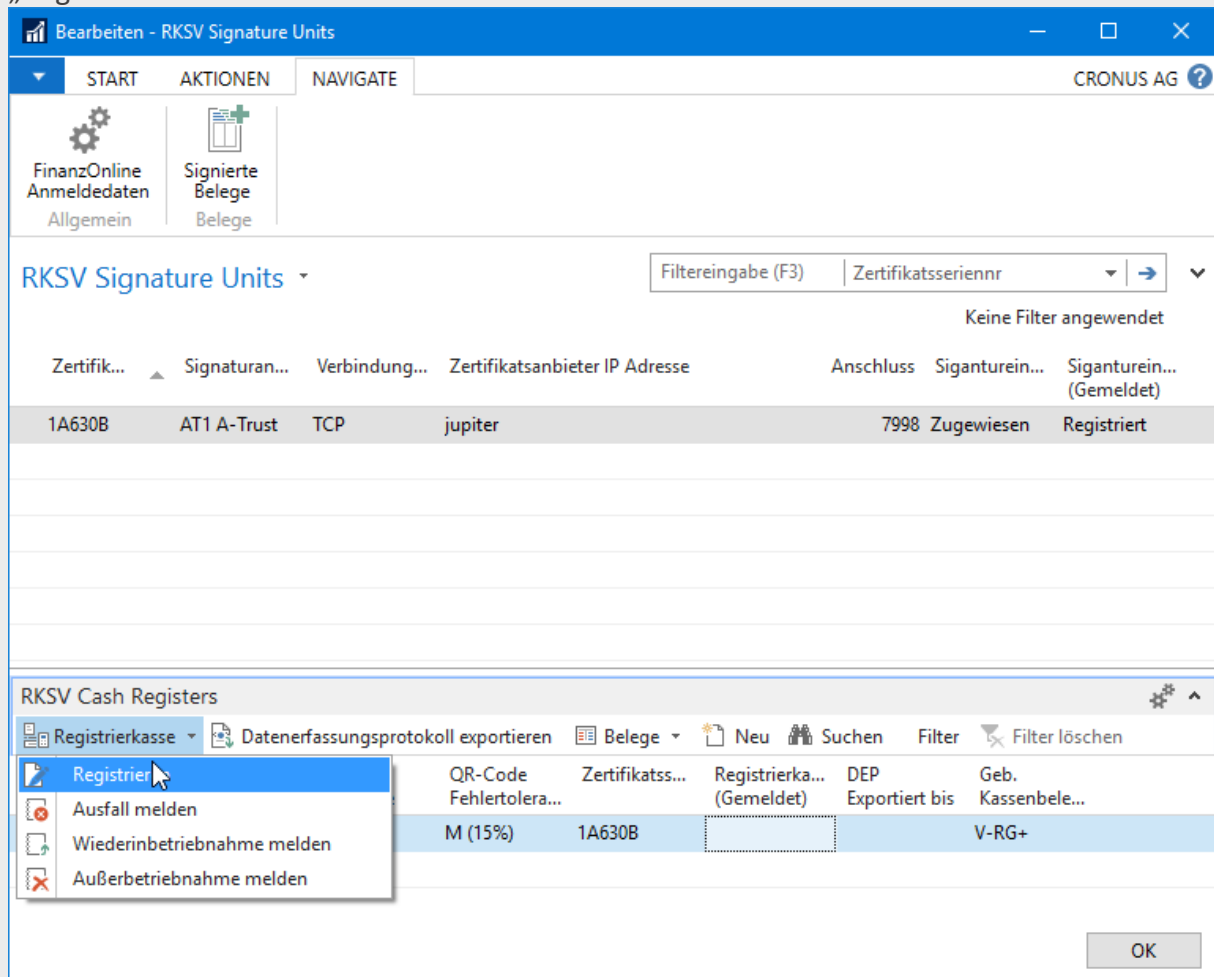 Bearbeiten - RKSV Signature Units
START AKTIONEN NAVIGATE CRONUS AG ?
FinanzOnline Anmeldedaten
Signierte Belege
Allgemein Belege
RKSV Signature Units
Filtereingabe (F3) Zertifikatsseriennr
Keine Filter angewendet
Zertifik... Signaturan... Verbindung... Zertifikatsanbieter IP Adresse Anschluss Siganturein... Siganturein... (Gemeldet)
1A630B AT1 A-Trust TCP jupiter 7998 Zugewiesen Registriert
RKSV Cash Registers
Registrierkasse Datenerfassungsprotokoll exportieren Belege Neu Suchen Filter Filter löschen
QR-Code Fehlertolera... Zertifikatss... Registrierka... (Gemeldet) DEP Exportiert bis Geb. Kassenbele...
M (15%) 1A630B V-RG+
Ausfall melden
Wiederinbetriebnahme melden
Außerbetriebnahme melden
OK